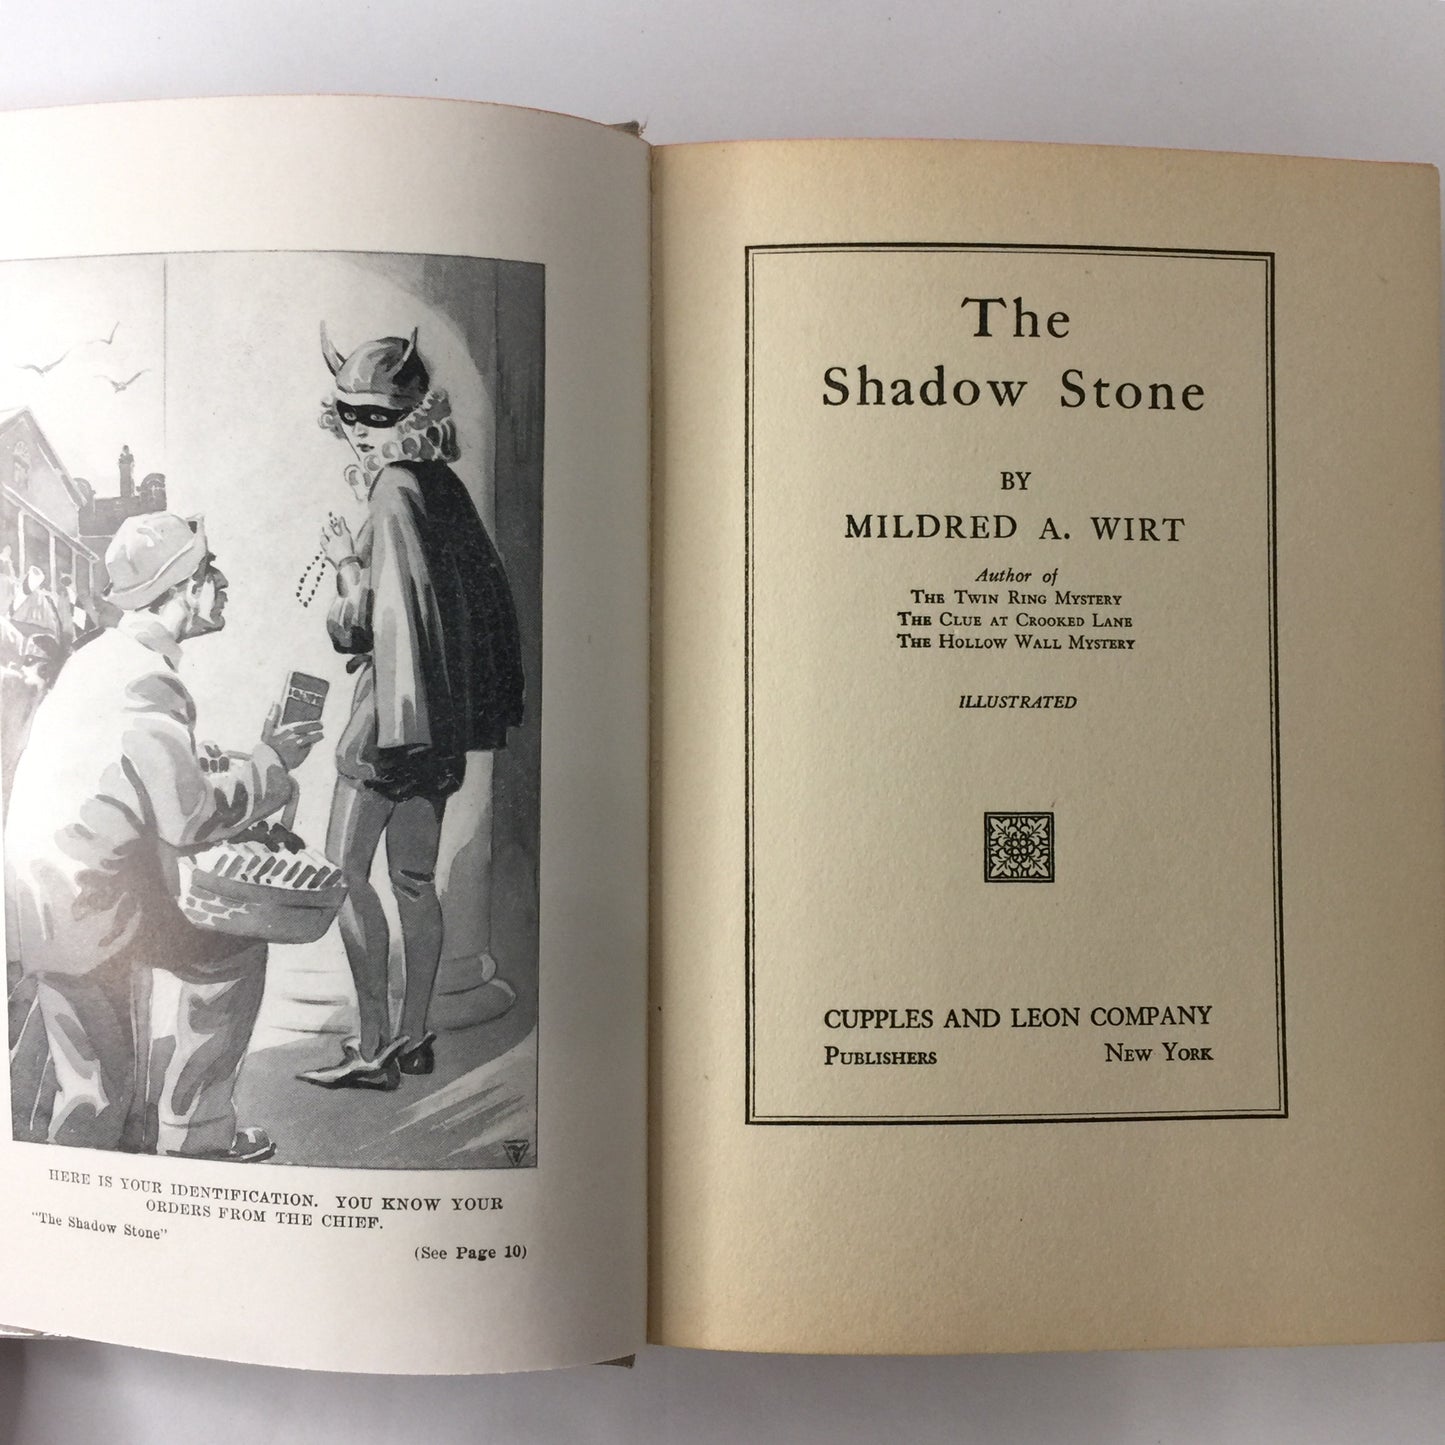 HERE IS YOUR IDENTIFICATION. YOU KNOW YOUR
ORDERS FROM THE CHIEF.
"The Shadow Stone"
(See Page 10)
The
Shadow Stone
BY
MILDRED A. WIRT
Author of
THE TWIN RING MYSTERY
THE CLUE AT CROOKED LANE
THE HOLLOW WALL MYSTERY
ILLUSTRATED
CUPPLES AND LEON COMPANY
PUBLISHERS NEW YORK